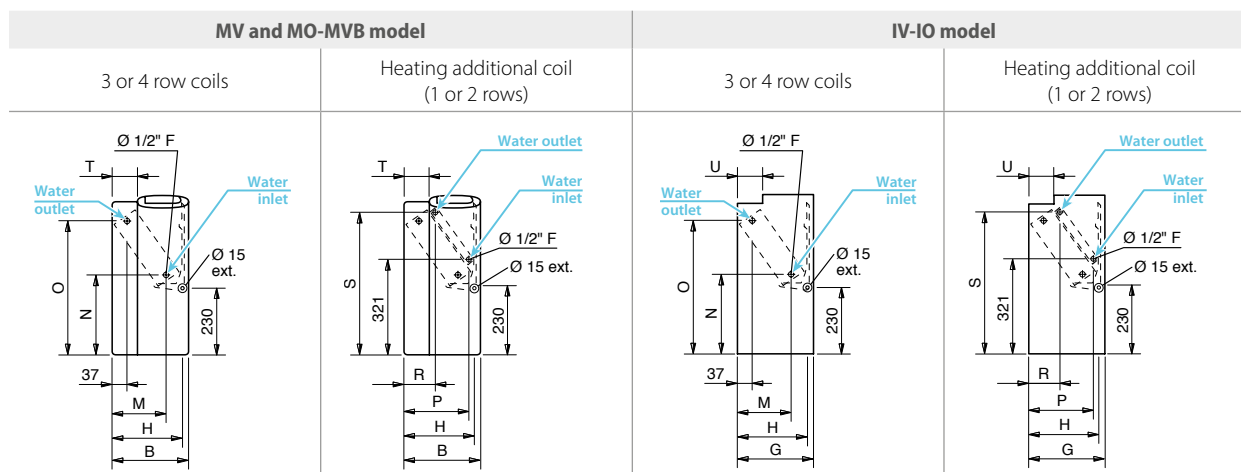 MV and MO-MVB model
IV-IO model
3 or 4 row coils
Heating additional coil
(1 or 2 rows)
3 or 4 row coils
Heating additional coil
(1 or 2 rows)
Ø 1/2" F
T
Water
outlet
Water
inlet
Ø 15
ext.
O
N
230
37
M
H
B
Water outlet
T
Water
inlet
Ø 1/2" F
Ø 15 ext.
S
321
230
R
P
H
B
Ø 1/2" F
U
Water
outlet
Water
inlet
Ø 15
ext.
O
N
230
37
M
H
G
Water outlet
U
Water
inlet
Ø 1/2" F
Ø 15 ext.
S
321
230
R
P
H
G